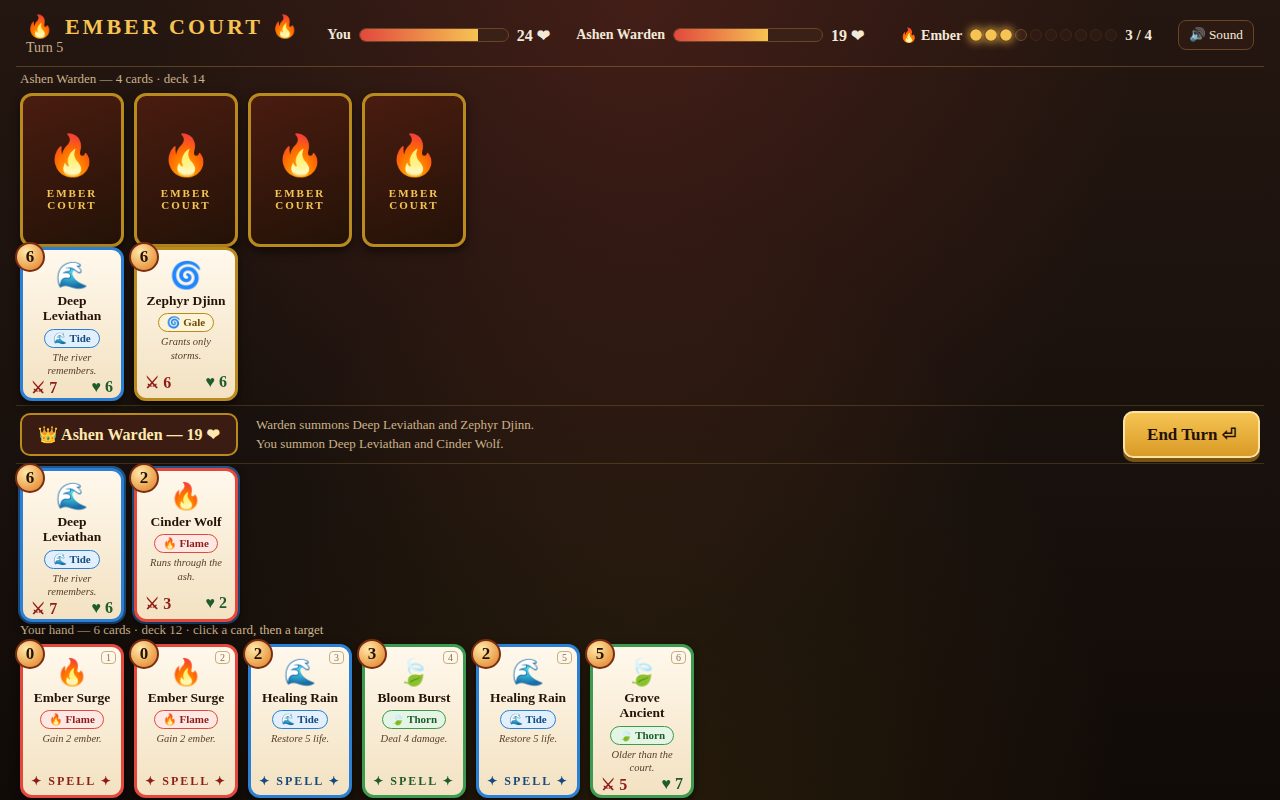 🔥 EMBER COURT 🔥
Turn 5
You 24 ❤
Ashen Warden 19 ❤
🔥 Ember 3 / 4
🔊 Sound
Ashen Warden — 4 cards · deck 14
EMBER
COURT
EMBER
COURT
EMBER
COURT
EMBER
COURT
6
Deep
Leviathan
🌊 Tide
The river
remembers.
⚔ 7 ♥ 6
6
Zephyr Djinn
🌀 Gale
Grants only
storms.
⚔ 6 ♥ 6
👑 Ashen Warden — 19 ❤
Warden summons Deep Leviathan and Zephyr Djinn.
You summon Deep Leviathan and Cinder Wolf.
End Turn ⏎
6
Deep
Leviathan
🌊 Tide
The river
remembers.
⚔ 7 ♥ 6
2
Cinder Wolf
🔥 Flame
Runs through the
ash.
⚔ 3 ♥ 2
Your hand — 6 cards · deck 12 · click a card, then a target
0 1
Ember Surge
🔥 Flame
Gain 2 ember.
✦ SPELL ✦
0 2
Ember Surge
🔥 Flame
Gain 2 ember.
✦ SPELL ✦
2 3
Healing Rain
🌊 Tide
Restore 5 life.
✦ SPELL ✦
3 4
Bloom Burst
🍃 Thorn
Deal 4 damage.
✦ SPELL ✦
2 5
Healing Rain
🌊 Tide
Restore 5 life.
✦ SPELL ✦
5 6
Grove
Ancient
🍃 Thorn
Older than the
court.
⚔ 5 ♥ 7